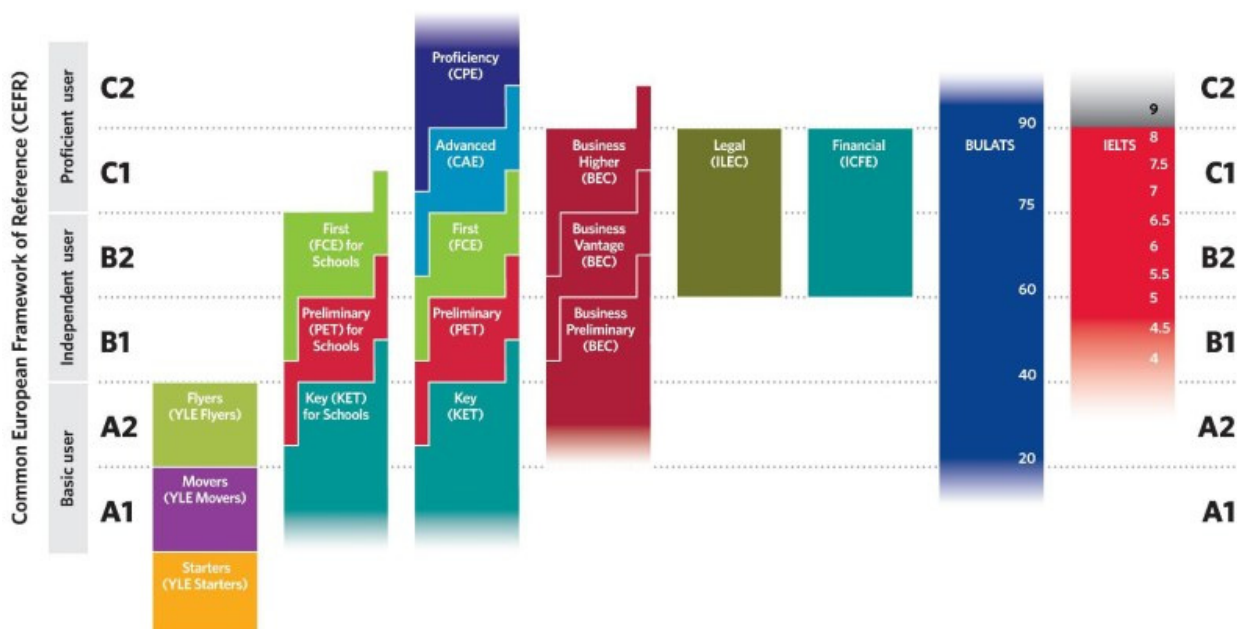 Common European Framework of Reference (CEFR)
Proficient user
Independent user
Basic user
C2
C1
B2
B1
A2
A1
Flyers
(YLE Flyers)
Movers
(YLE Movers)
Starters
(YLE Starters)
First
(FCE) for
Schools
Preliminary
(PET) for
Schools
Key (KET)
for Schools
Proficiency
(CPE)
Advanced
(CAE)
First
(FCE)
Preliminary
(PET)
Key
(KET)
Business
Higher
(BEC)
Business
Vantage
(BEC)
Business
Preliminary
(BEC)
Legal
(ILEC)
Financial
(ICFE)
90
BULATS
75
60
40
20
9
8
IELTS
7.5
7
6.5
6
5.5
5
4.5
4
C2
C1
B2
B1
A2
A1